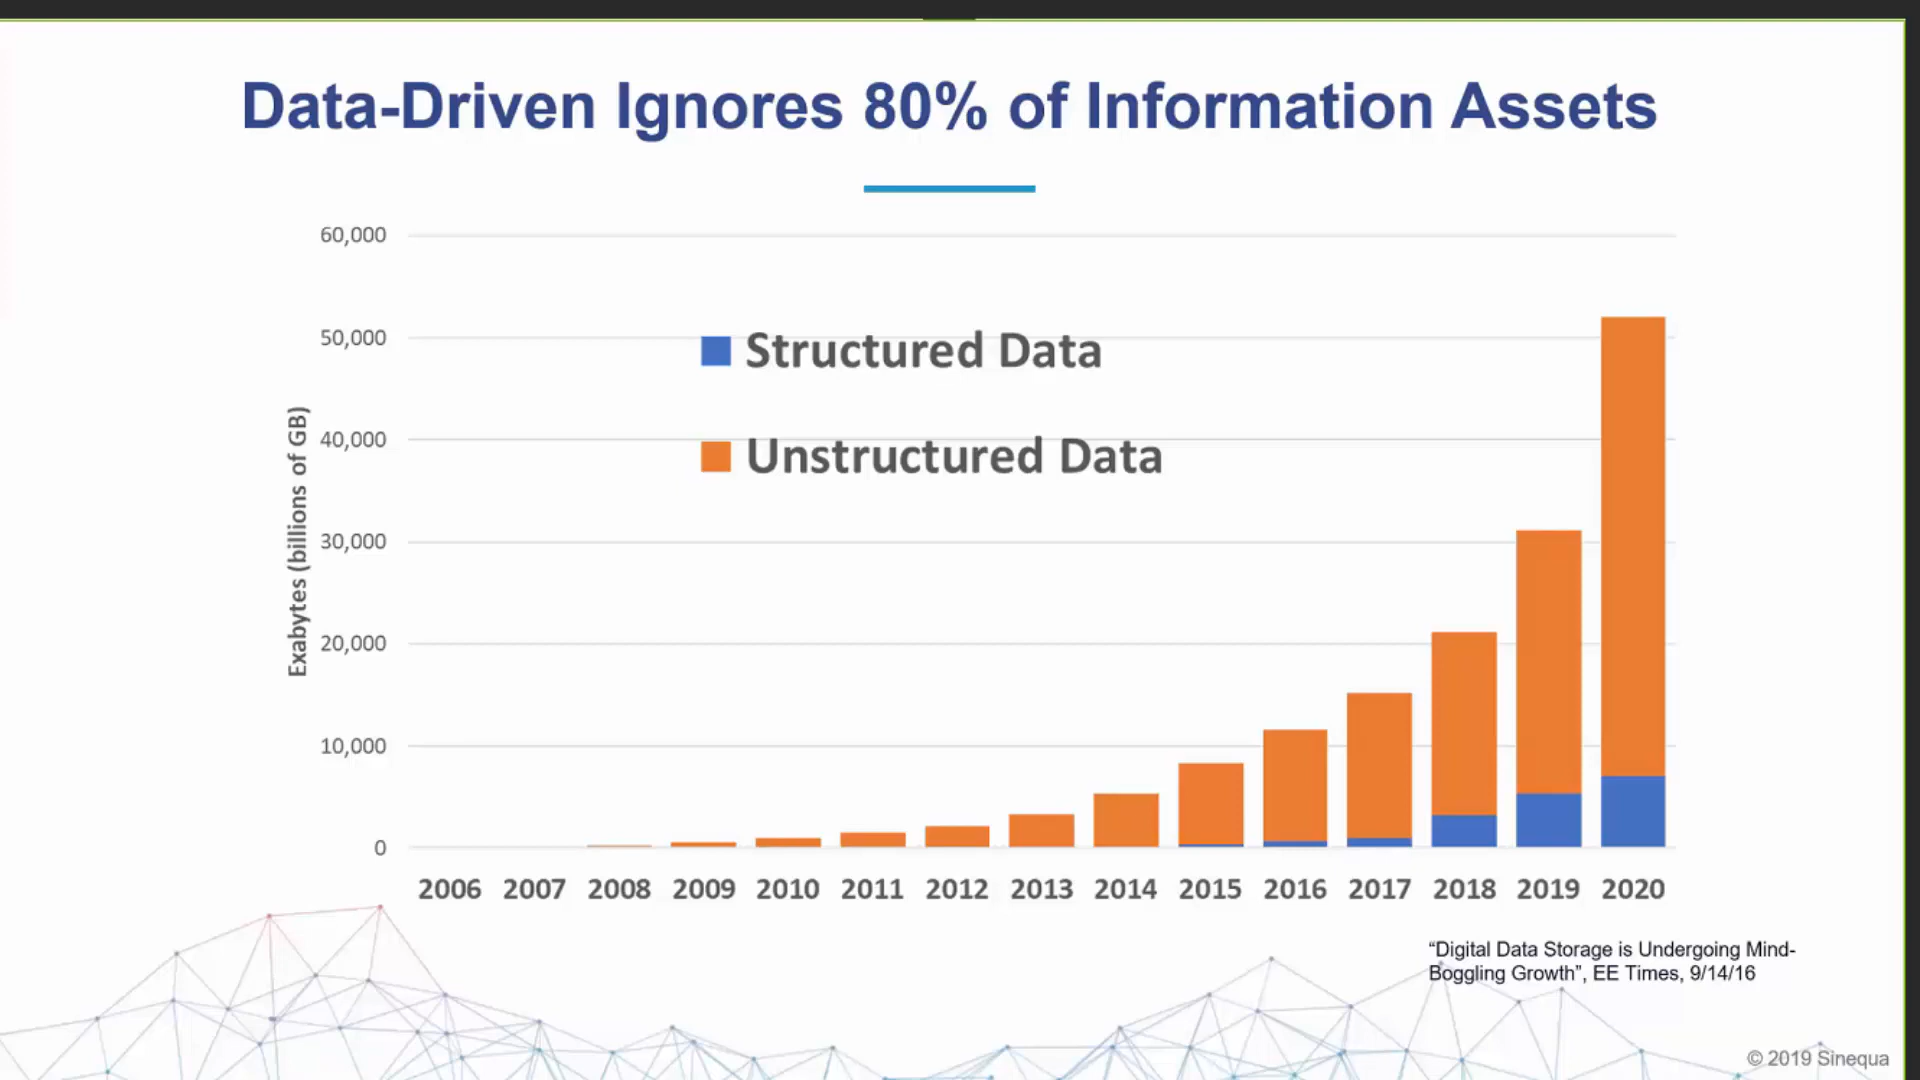 Data-Driven Ignores 80% of Information Assets
60,000
50,000
40,000
30,000
20,000
10,000
0
Exabytes (billions of GB)
Structured Data
Unstructured Data
2006 2007 2008 2009 2010 2011 2012 2013 2014 2015 2016 2017 2018 2019 2020
“Digital Data Storage is Undergoing Mind-
Boggling Growth”, EE Times, 9/14/16
© 2019 Sinequa